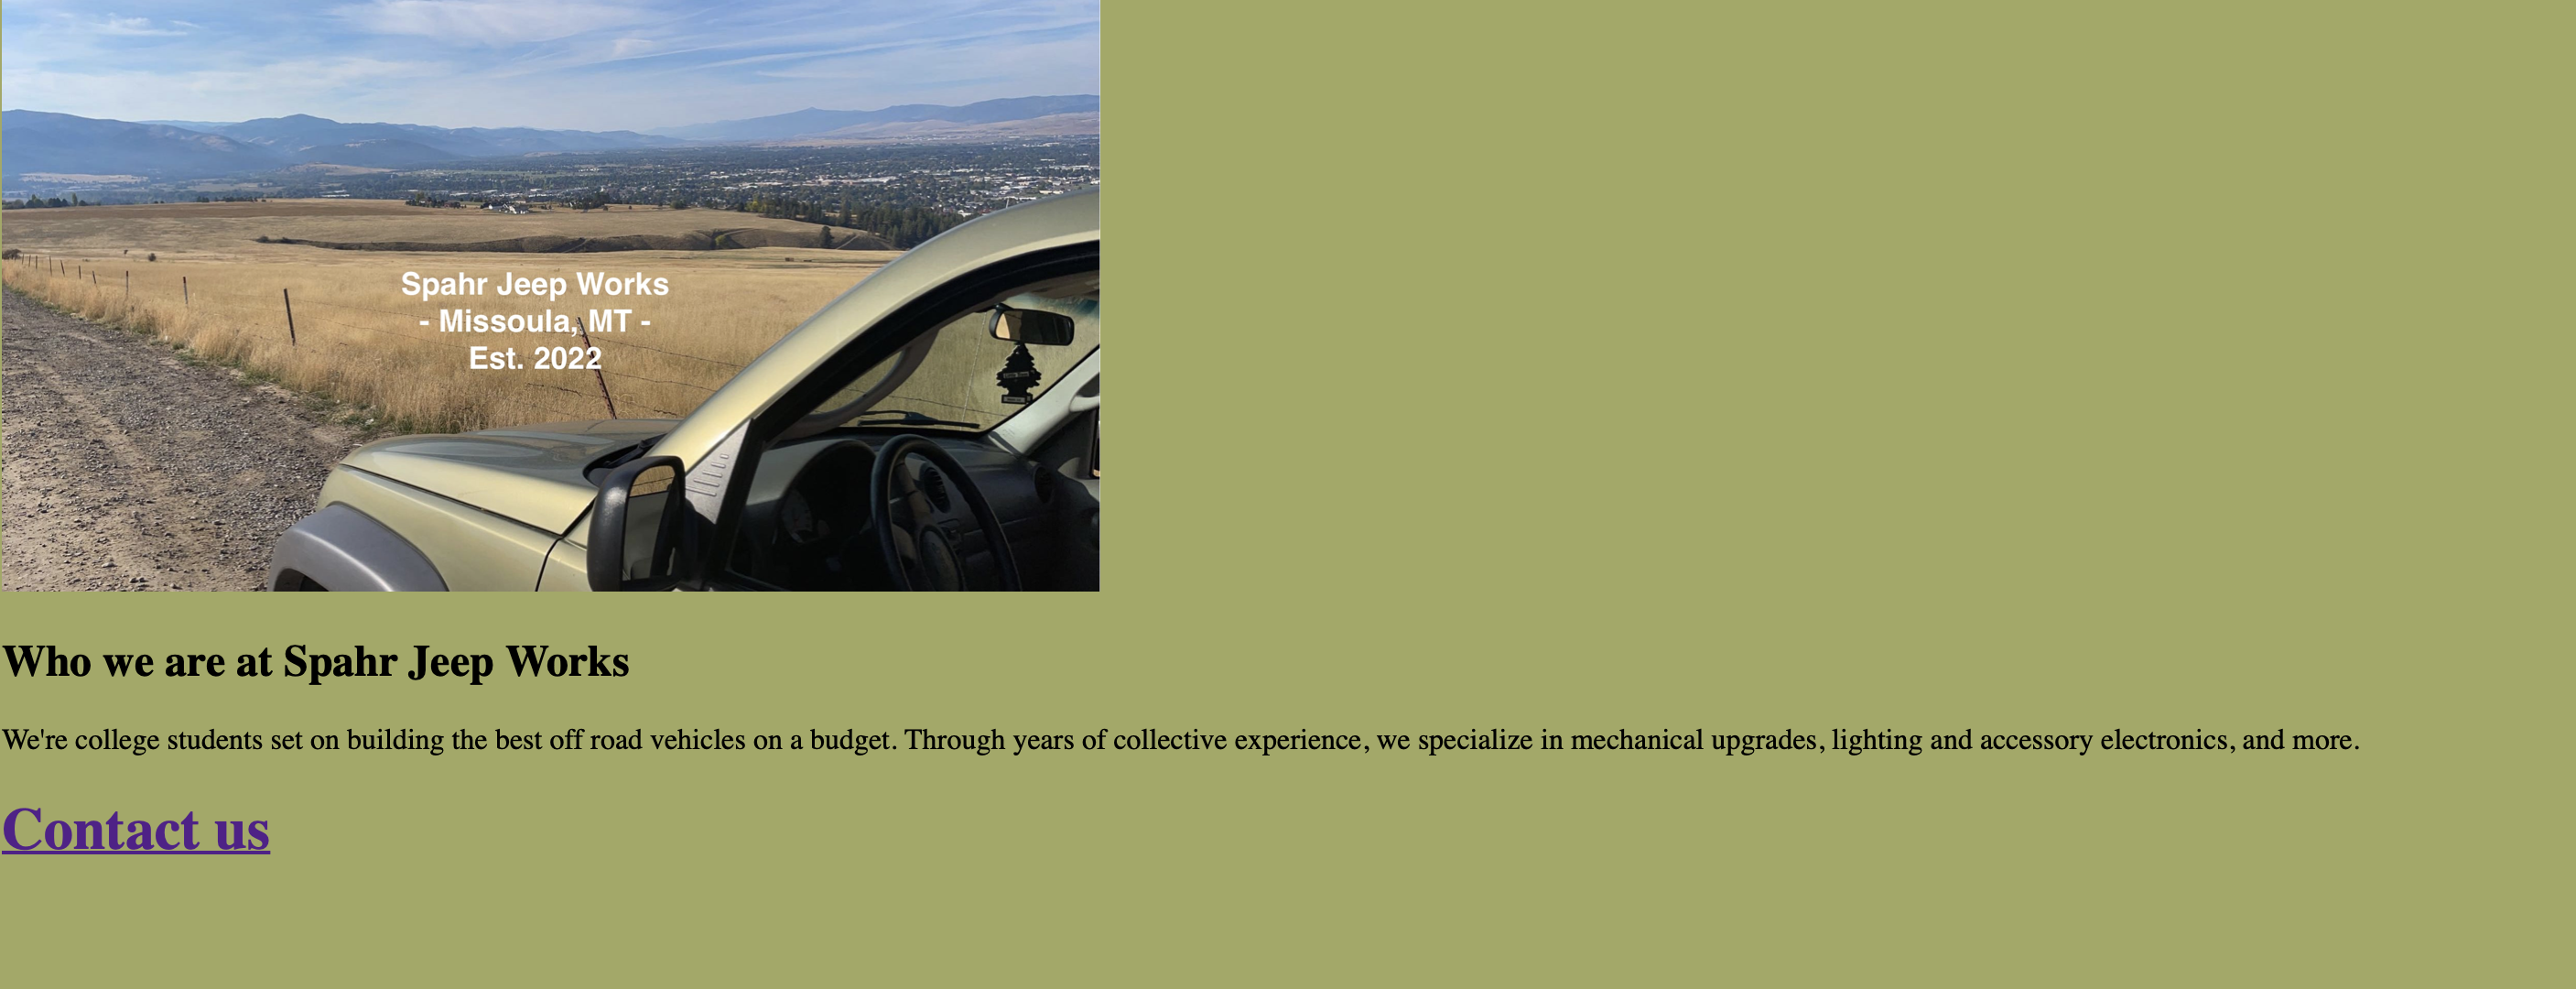 Spahr Jeep Works
- Missoula, MT -
Est. 2022
Who we are at Spahr Jeep Works
We're college students set on building the best off road vehicles on a budget. Through years of collective experience, we specialize in mechanical upgrades, lighting and accessory electronics, and more.
Contact us